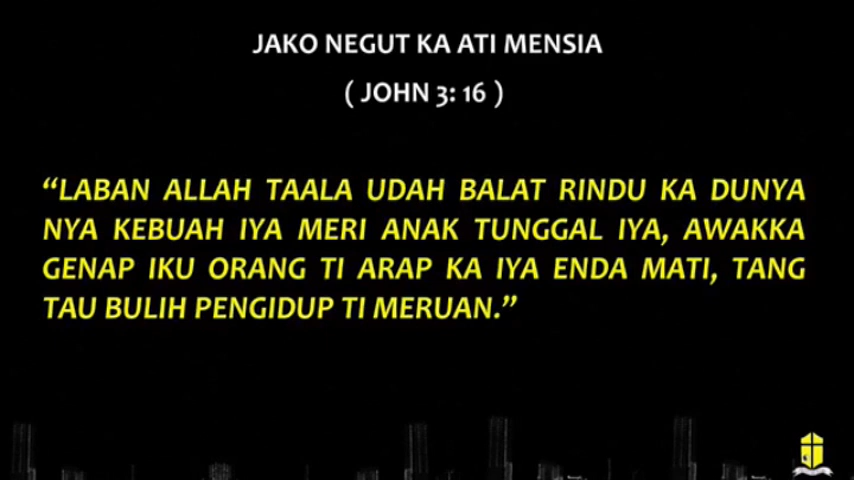 JAKO NEGUT KA ATI MENSIA
( JOHN 3: 16 )
“LABAN ALLAH TAALA UDAH BALAT RINDU KA DUNYA
NYA KEBUAH IYA MERI ANAK TUNGGAL IYA, AWAKKA
GENAP IKU ORANG TI ARAP KA IYA ENDA MATI, TANG
TAU BULIH PENGIDUP TI MERUAN.”